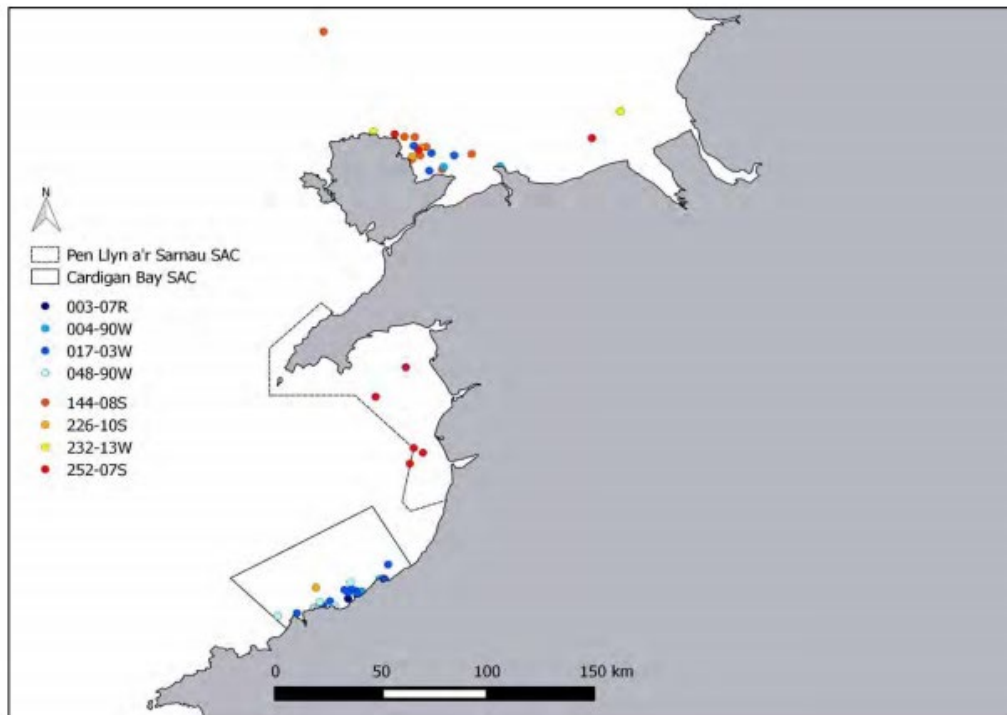 N
Pen Llyn a'r Sarnau SAC
Cardigan Bay SAC
003-07R
004-90W
017-03W
048-90W
144-08S
226-10S
232-13W
252-07S
0 50 100 150 km